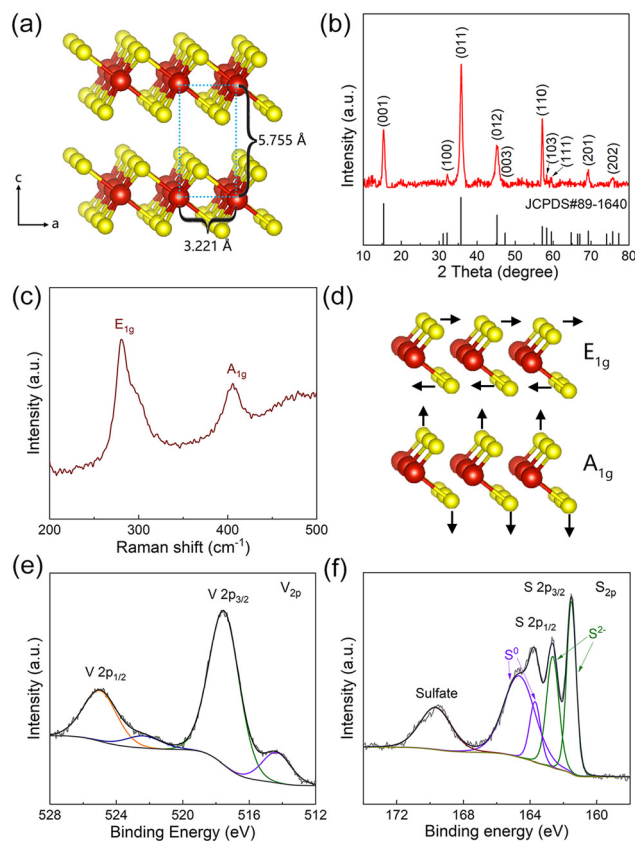 (a)
c
a
5.755 Å
3.221 Å
(b)
Intensity (a.u.)
(001)
(100)
(011)
(012)
(003)
(110)
(103)
(111)
(201)
(202)
JCPDS#89-1640
10 20 30 40 50 60 70 80
2 Theta (degree)
(c)
Intensity (a.u.)
E1g
A1g
200 300 400 500
Raman shift (cm-1)
(d)
E1g
A1g
(e)
V2p
V 2p3/2
V 2p1/2
Intensity (a.u.)
528 524 520 516 512
Binding Energy (eV)
(f)
S 2p3/2
S2p
S 2p1/2
S0
S2-
Sulfate
Intensity (a.u.)
172 168 164 160
Binding energy (eV)